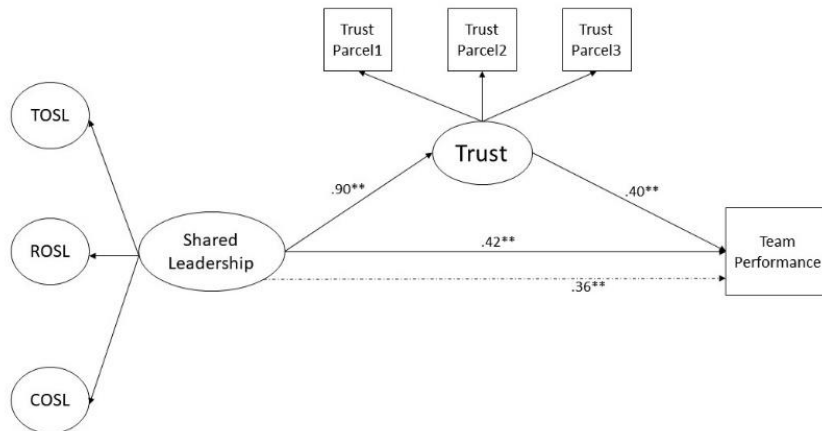 Trust
Parcel1
Trust
Parcel2
Trust
Parcel3
TOSL
Trust
.90**
.40**
ROSL
Shared
Leadership
.42**
Team
Performance
.36**
COSL